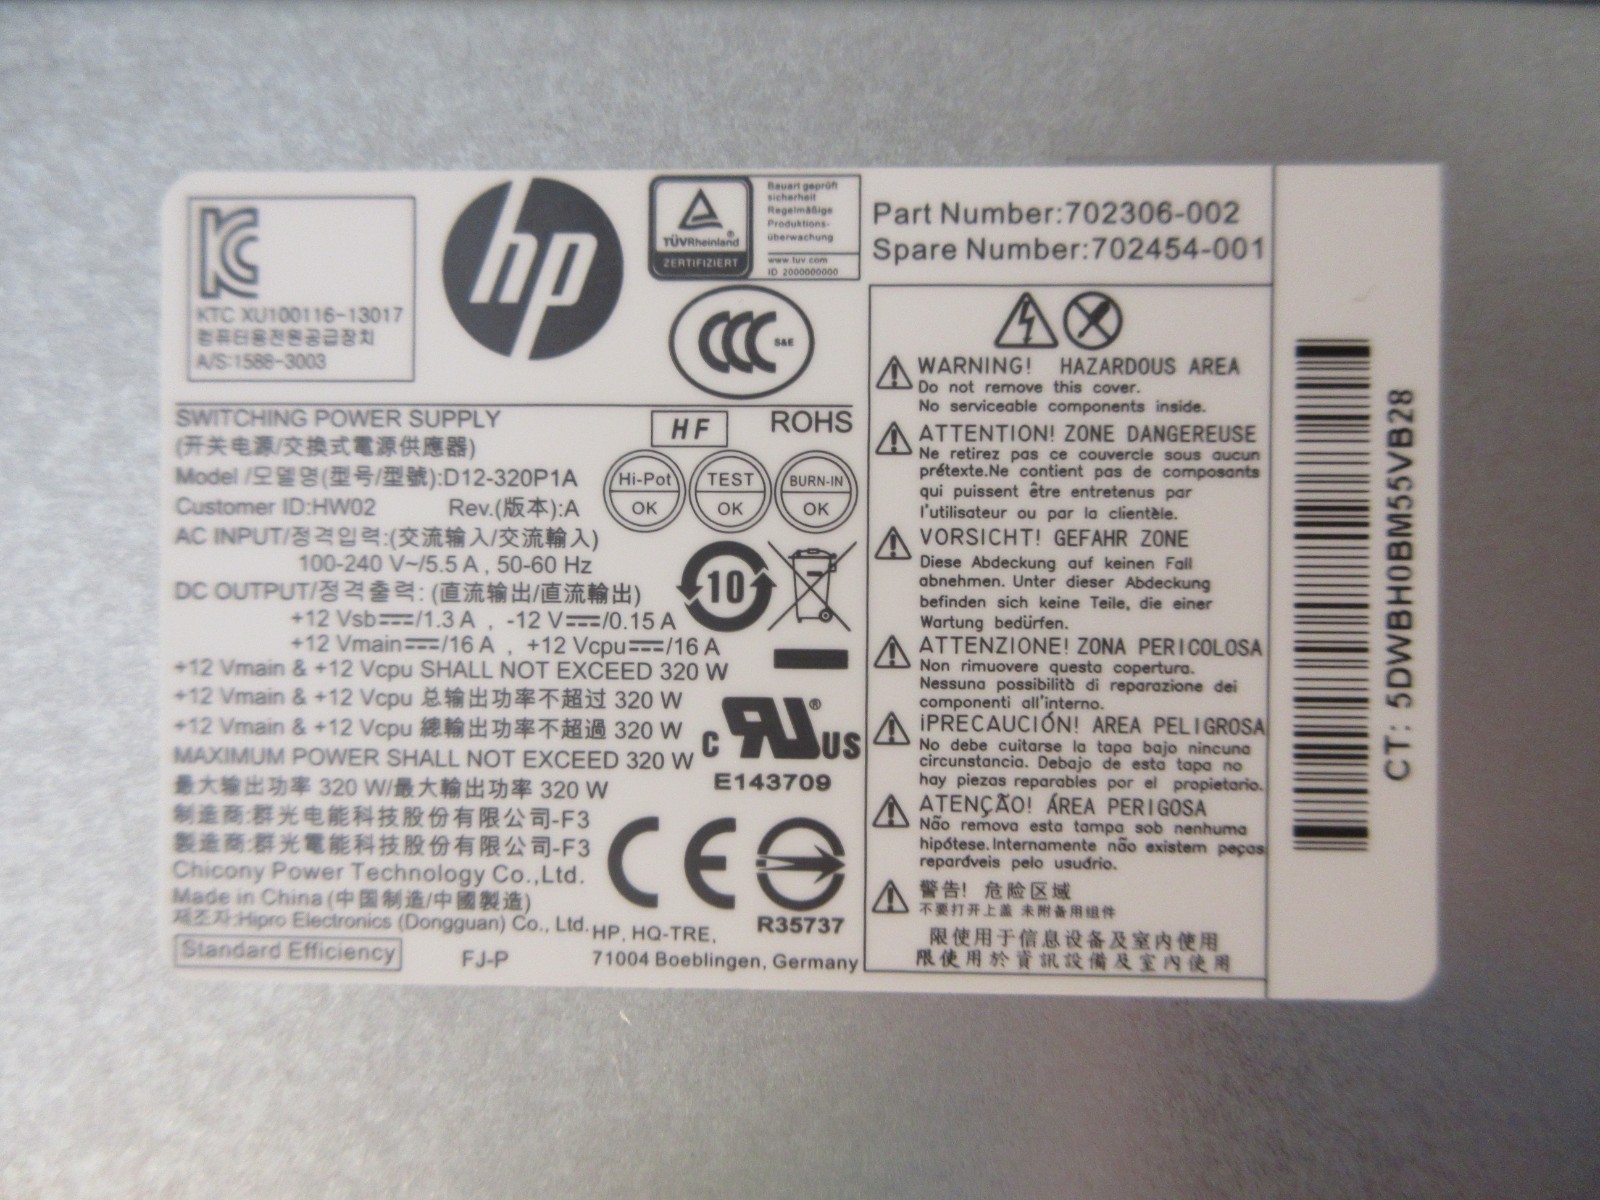 KC
KTC XU100116-13017
컴퓨터용전원공급장치
A/S:1588-3003
hp
TÜVRheinland®
ZERTIFIZIERT
Bauart geprüft
sicherheit
Regelmäßige
Produktions-
überwachung
www.tuv.com
ID 2000000000
CCC S&E
Part Number:702306-002
Spare Number:702454-001
SWITCHING POWER SUPPLY
(开关电源/交換式電源供應器)
Model /모델명(型号/型號):D12-320P1A
Customer ID:HW02 Rev.(版本):A
HF
ROHS
Hi-Pot
OK
TEST
OK
BURN-IN
OK
AC INPUT/정격입력:(交流输入/交流輸入)
100-240 V~/5.5 A , 50-60 Hz
DC OUTPUT/정격출력: (直流输出/直流輸出)
+12 Vsb⎓/1.3 A , -12 V⎓/0.15 A
+12 Vmain⎓/16 A , +12 Vcpu⎓/16 A
+12 Vmain & +12 Vcpu SHALL NOT EXCEED 320 W
+12 Vmain & +12 Vcpu 总输出功率不超过 320 W
+12 Vmain & +12 Vcpu 總輸出功率不超過 320 W
MAXIMUM POWER SHALL NOT EXCEED 320 W
最大输出功率 320 W/最大輸出功率 320 W
制造商:群光电能科技股份有限公司-F3
製造商:群光電能科技股份有限公司-F3
Chicony Power Technology Co.,Ltd.
Made in China (中国制造/中國製造)
제조자:Hipro Electronics (Dongguan) Co., Ltd.
Standard Efficiency
FJ-P
10
c RU® US
E143709
CE
R35737
HP, HQ-TRE,
71004 Boeblingen, Germany
WARNING! HAZARDOUS AREA
Do not remove this cover.
No serviceable components inside.
ATTENTION! ZONE DANGEREUSE
Ne retirez pas ce couvercle sous aucun
prétexte.Ne contient pas de composants
qui puissent être entretenus par
l'utilisateur ou par la clientèle.
VORSICHT! GEFAHR ZONE
Diese Abdeckung auf keinen Fall
abnehmen. Unter dieser Abdeckung
befinden sich keine Teile, die einer
Wartung bedürfen.
ATTENZIONE! ZONA PERICOLOSA
Non rimuovere questa copertura.
Nessuna possibilità di reparazione dei
componenti all'interno.
¡PRECAUCIÓN! AREA PELIGROSA
No debe cuitarse la tapa bajo nincuna
circunstancia. Debajo de esta tapa no
hay piezas reparables por el propietario.
ATENÇÃO! ÁREA PERIGOSA
Não remova esta tampa sob nenhuma
hipótese.Internamente não existem peças
reparáveis pelo usuário.
警告! 危险区域
不要打开上盖 未附备用组件
限使用于信息设备及室内使用
限使用於資訊設備及室內使用
CT: 5DWBH0BM55VB28